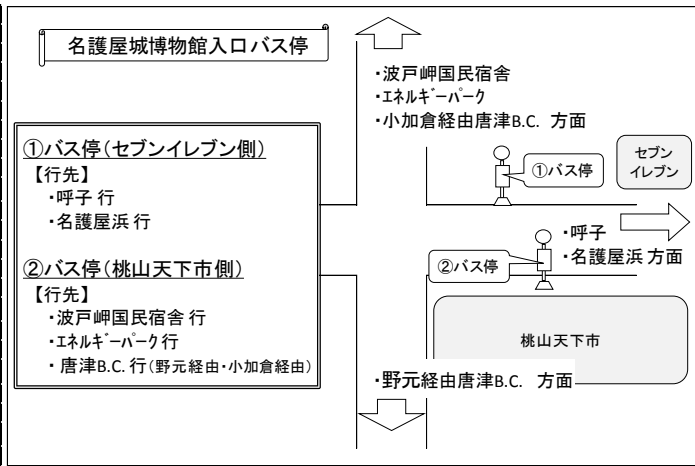 名護屋城博物館入口バス停
・波戸岬国民宿舎
・エネルギーパーク
・小加倉経由唐津B.C. 方面
①バス停(セブンイレブン側)
【行先】
・呼子 行
・名護屋浜 行
②バス停(桃山天下市側)
【行先】
・波戸岬国民宿舎 行
・エネルギーパーク 行
・唐津B.C. 行(野元経由・小加倉経由)
①バス停
セブン
イレブン
・呼子
・名護屋浜 方面
②バス停
桃山天下市
・野元経由唐津B.C. 方面